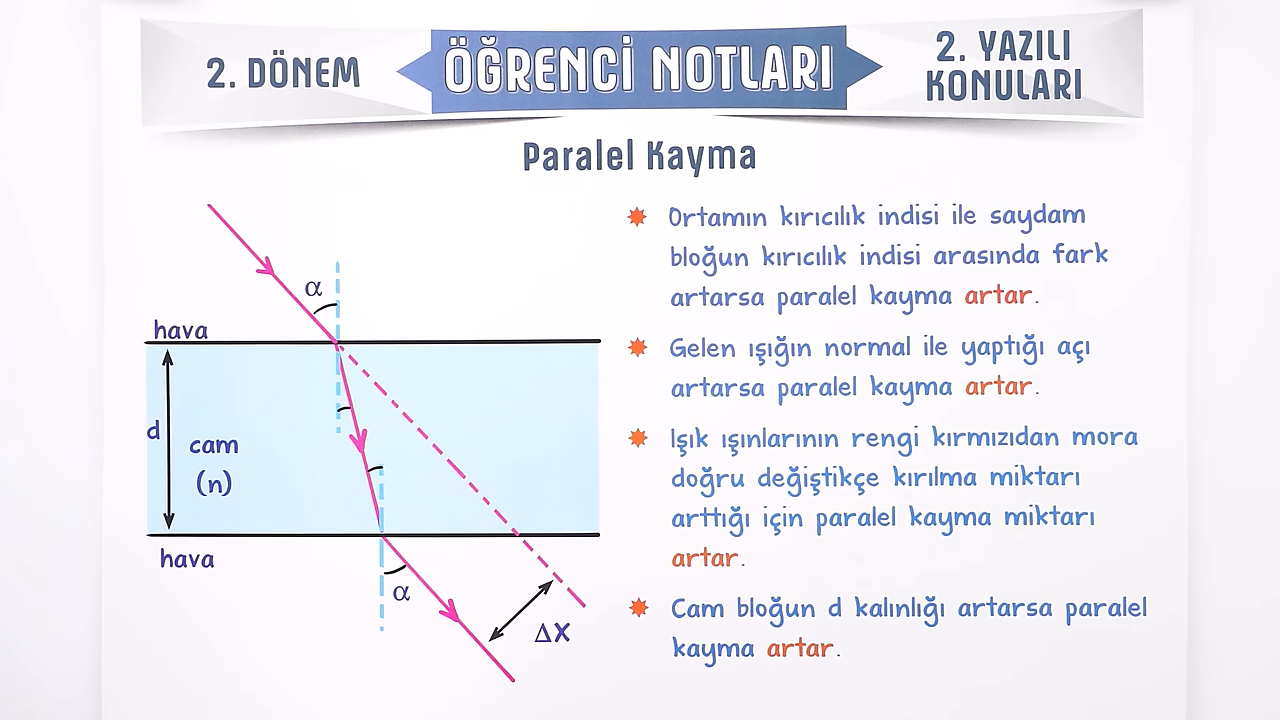 2. DÖNEM
ÖĞRENCİ NOTLARI
2. YAZILI
KONULARI
Paralel Kayma
α
hava
d
cam
(n)
hava
α
ΔX
Ortamın kırıcılık indisi ile saydam
bloğun kırıcılık indisi arasında fark
artarsa paralel kayma artar.
Gelen ışığın normal ile yaptığı açı
artarsa paralel kayma artar.
Işık ışınlarının rengi kırmızıdan mora
doğru değiştikçe kırılma miktarı
arttığı için paralel kayma miktarı
artar.
Cam bloğun d kalınlığı artarsa paralel
kayma artar.